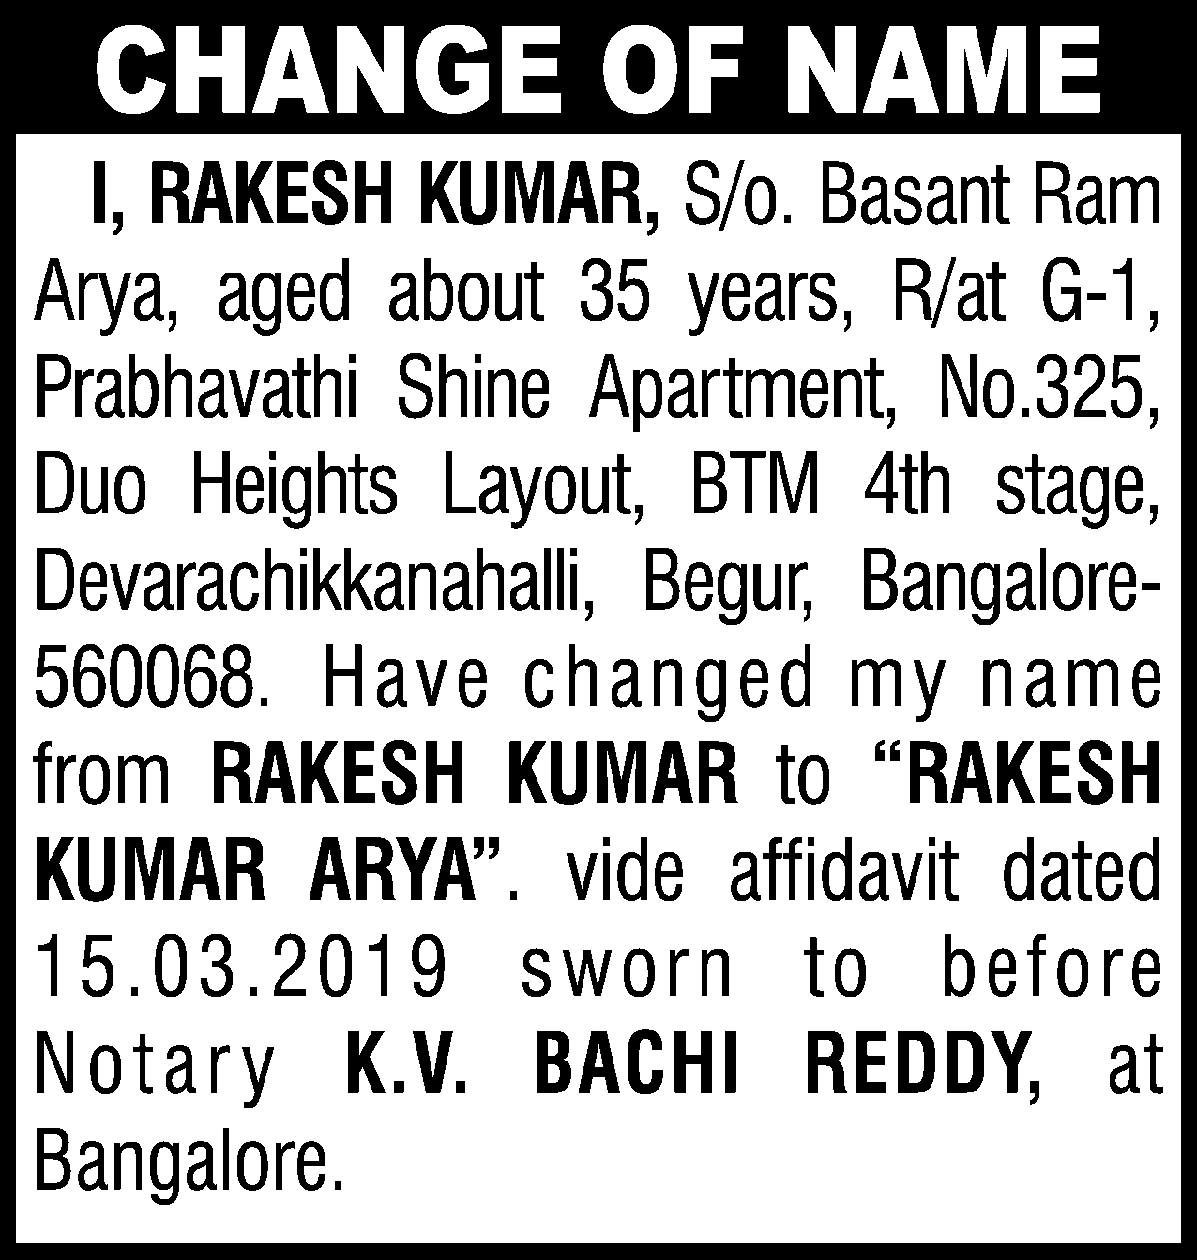 CHANGE OF NAME
I, RAKESH KUMAR, S/o. Basant Ram
Arya, aged about 35 years, R/at G-1,
Prabhavathi Shine Apartment, No.325,
Duo Heights Layout, BTM 4th stage,
Devarachikkanahalli, Begur, Bangalore-
560068. Have changed my name
from RAKESH KUMAR to “RAKESH
KUMAR ARYA”. vide affidavit dated
15.03.2019 sworn to before
Notary K.V. BACHI REDDY, at
Bangalore.